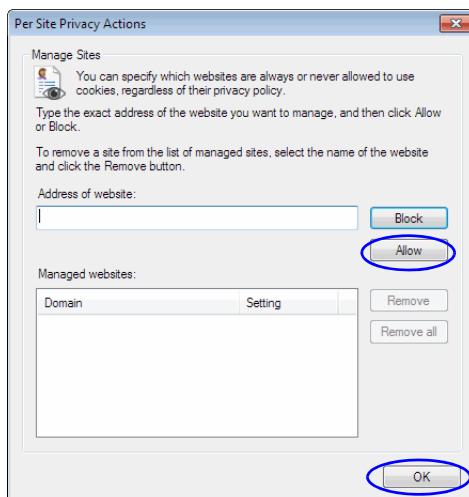 Per Site Privacy Actions
Manage Sites
You can specify which websites are always or never allowed to use
cookies, regardless of their privacy policy.
Type the exact address of the website you want to manage, and then click Allow
or Block.
To remove a site from the list of managed sites, select the name of the website
and click the Remove button.
Address of website:
Block
Allow
Managed websites:
Domain Setting
Remove
Remove all
OK